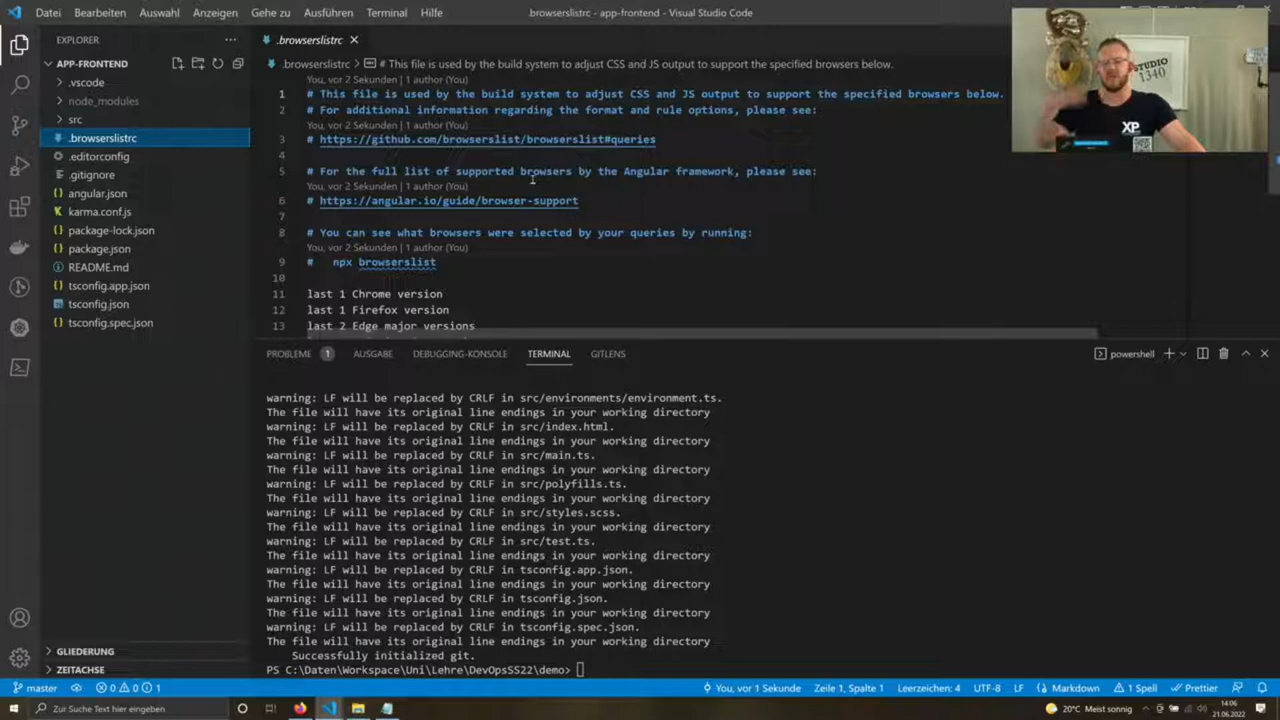 Datei Bearbeiten Auswahl Anzeigen Gehe zu Ausführen Terminal Hilfe
.browserslistrc - app-frontend - Visual Studio Code
EXPLORER
APP-FRONTEND
.vscode
node_modules
src
.browserslistrc
.editorconfig
.gitignore
angular.json
karma.conf.js
package-lock.json
package.json
README.md
tsconfig.app.json
tsconfig.json
tsconfig.spec.json
GLIEDERUNG
ZEITACHSE
.browserslistrc
.browserslistrc > # This file is used by the build system to adjust CSS and JS output to support the specified browsers below.
You, vor 2 Sekunden | 1 author (You)
1 # This file is used by the build system to adjust CSS and JS output to support the specified browsers below.
2 # For additional information regarding the format and rule options, please see:
You, vor 2 Sekunden | 1 author (You)
3 # https://github.com/browserslist/browserslist#queries
4
5 # For the full list of supported browsers by the Angular framework, please see:
You, vor 2 Sekunden | 1 author (You)
6 # https://angular.io/guide/browser-support
7
8 # You can see what browsers were selected by your queries by running:
You, vor 2 Sekunden | 1 author (You)
9 #   npx browserslist
10
11 last 1 Chrome version
12 last 1 Firefox version
13 last 2 Edge major versions
STUDIO
1340
XP
PROBLEME 1 AUSGABE DEBUGGING-KONSOLE TERMINAL GITLENS
powershell
warning: LF will be replaced by CRLF in src/environments/environment.ts.
The file will have its original line endings in your working directory
warning: LF will be replaced by CRLF in src/index.html.
The file will have its original line endings in your working directory
warning: LF will be replaced by CRLF in src/main.ts.
The file will have its original line endings in your working directory
warning: LF will be replaced by CRLF in src/polyfills.ts.
The file will have its original line endings in your working directory
warning: LF will be replaced by CRLF in src/styles.scss.
The file will have its original line endings in your working directory
warning: LF will be replaced by CRLF in src/test.ts.
The file will have its original line endings in your working directory
warning: LF will be replaced by CRLF in tsconfig.app.json.
The file will have its original line endings in your working directory
warning: LF will be replaced by CRLF in tsconfig.json.
The file will have its original line endings in your working directory
warning: LF will be replaced by CRLF in tsconfig.spec.json.
The file will have its original line endings in your working directory
Successfully initialized git.
PS C:\Daten\Workspace\Uni\Lehre\DevOpsSS22\demo>
master 0 0 1 You, vor 1 Sekunde Zeile 1, Spalte 1 Leerzeichen: 4 UTF-8 LF Markdown 1 Spell Prettier
Zur Suche Text hier eingeben
20°C Meist sonnig
14:06
21.06.2022